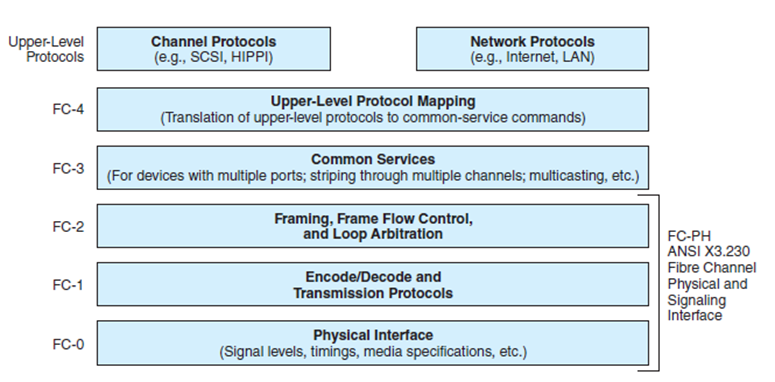 Upper-Level
Protocols
Channel Protocols
(e.g., SCSI, HIPPI)
Network Protocols
(e.g., Internet, LAN)
FC-4
Upper-Level Protocol Mapping
(Translation of upper-level protocols to common-service commands)
FC-3
Common Services
(For devices with multiple ports; striping through multiple channels; multicasting, etc.)
FC-2
Framing, Frame Flow Control,
and Loop Arbitration
FC-1
Encode/Decode and
Transmission Protocols
FC-0
Physical Interface
(Signal levels, timings, media specifications, etc.)
FC-PH
ANSI X3.230
Fibre Channel
Physical and
Signaling
Interface